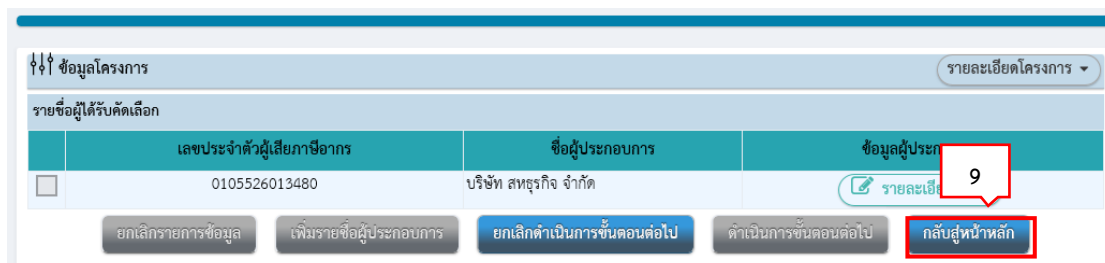 ข้อมูลโครงการ
รายละเอียดโครงการ
รายชื่อผู้ได้รับคัดเลือก
เลขประจำตัวผู้เสียภาษีอากร ชื่อผู้ประกอบการ ข้อมูลผู้ประก
0105526013480 บริษัท สหธุรกิจ จำกัด
9
ยกเลิกรายการข้อมูล เพิ่มรายชื่อผู้ประกอบการ ยกเลิกดำเนินการขั้นตอนต่อไป ดำเนินการขั้นตอนต่อไป กลับสู่หน้าหลัก